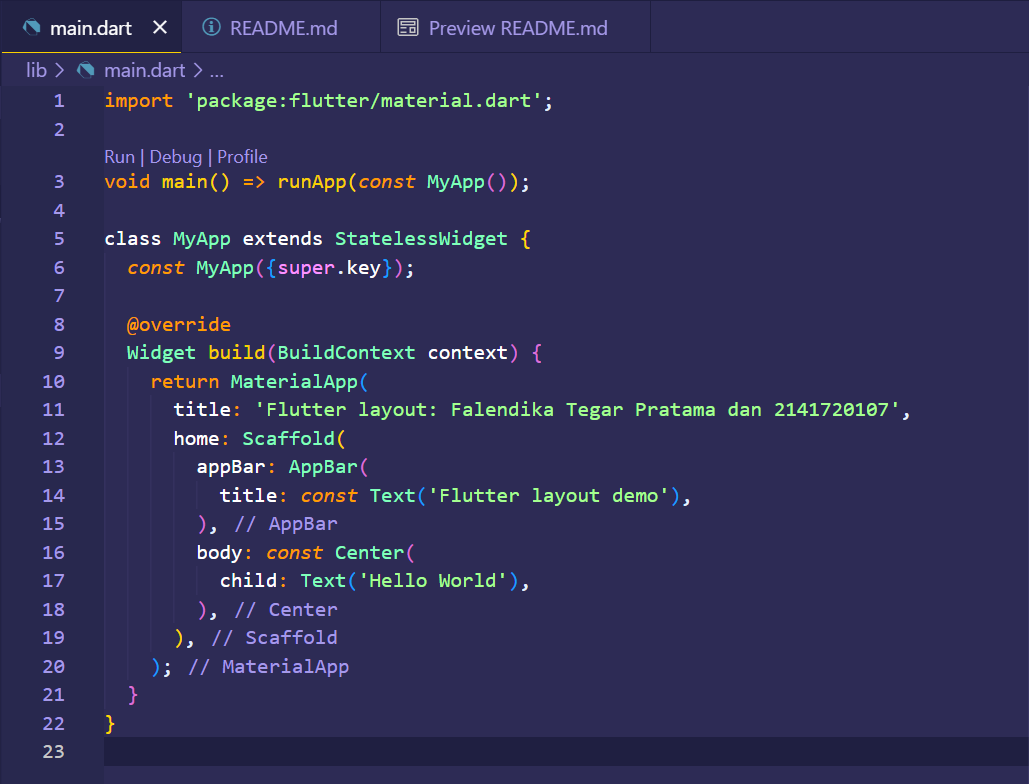 main.dart README.md Preview README.md
lib > main.dart > ...
1 import 'package:flutter/material.dart';
2
Run | Debug | Profile
3 void main() => runApp(const MyApp());
4
5 class MyApp extends StatelessWidget {
6   const MyApp({super.key});
7
8   @override
9   Widget build(BuildContext context) {
10     return MaterialApp(
11       title: 'Flutter layout: Falendika Tegar Pratama dan 2141720107',
12       home: Scaffold(
13         appBar: AppBar(
14           title: const Text('Flutter layout demo'),
15         ), // AppBar
16         body: const Center(
17           child: Text('Hello World'),
18         ), // Center
19       ), // Scaffold
20     ); // MaterialApp
21   }
22 }
23